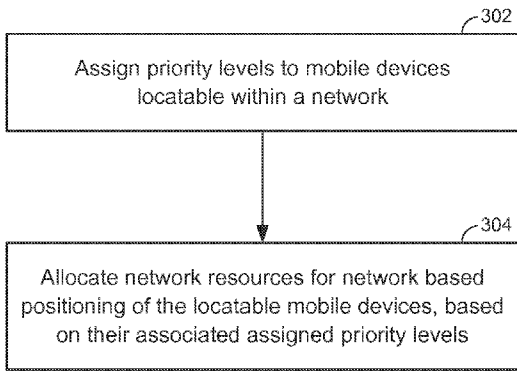 302
Assign priority levels to mobile devices
locatable within a network
304
Allocate network resources for network based
positioning of the locatable mobile devices, based
on their associated assigned priority levels